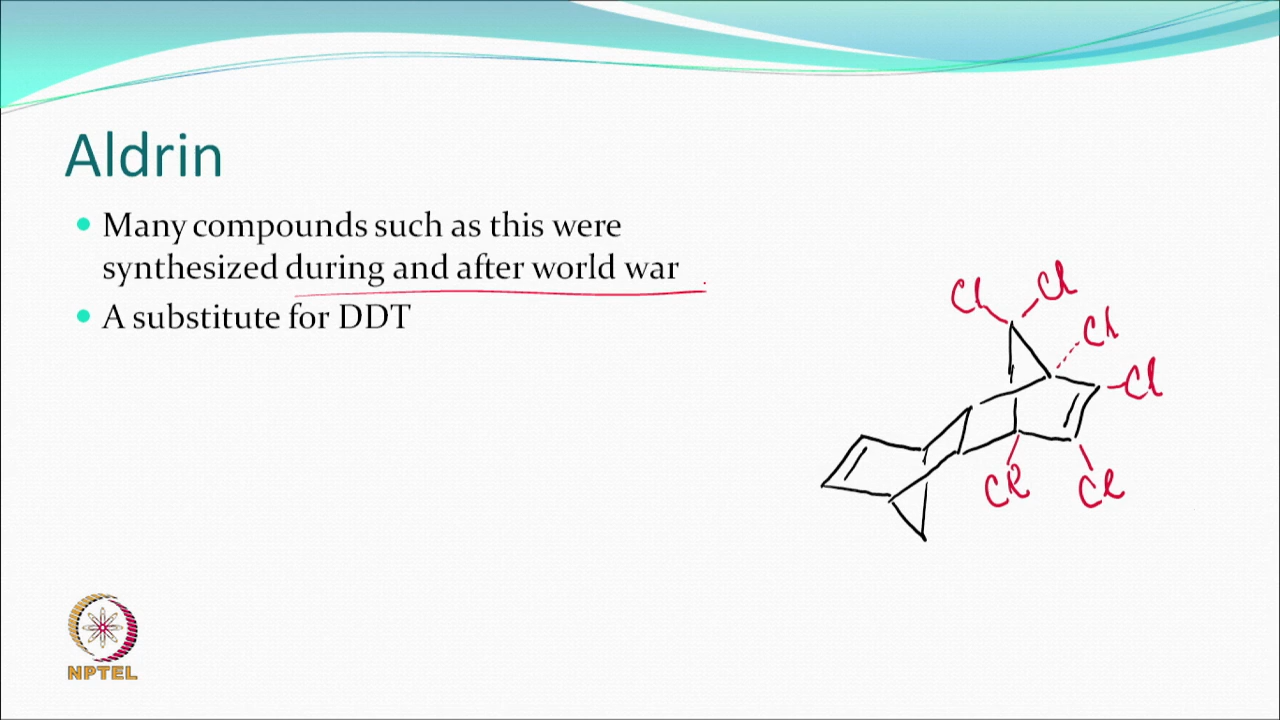 Aldrin
Many compounds such as this were
synthesized during and after world war
A substitute for DDT
Cl Cl
Cl
Cl
Cl Cl
NPTEL